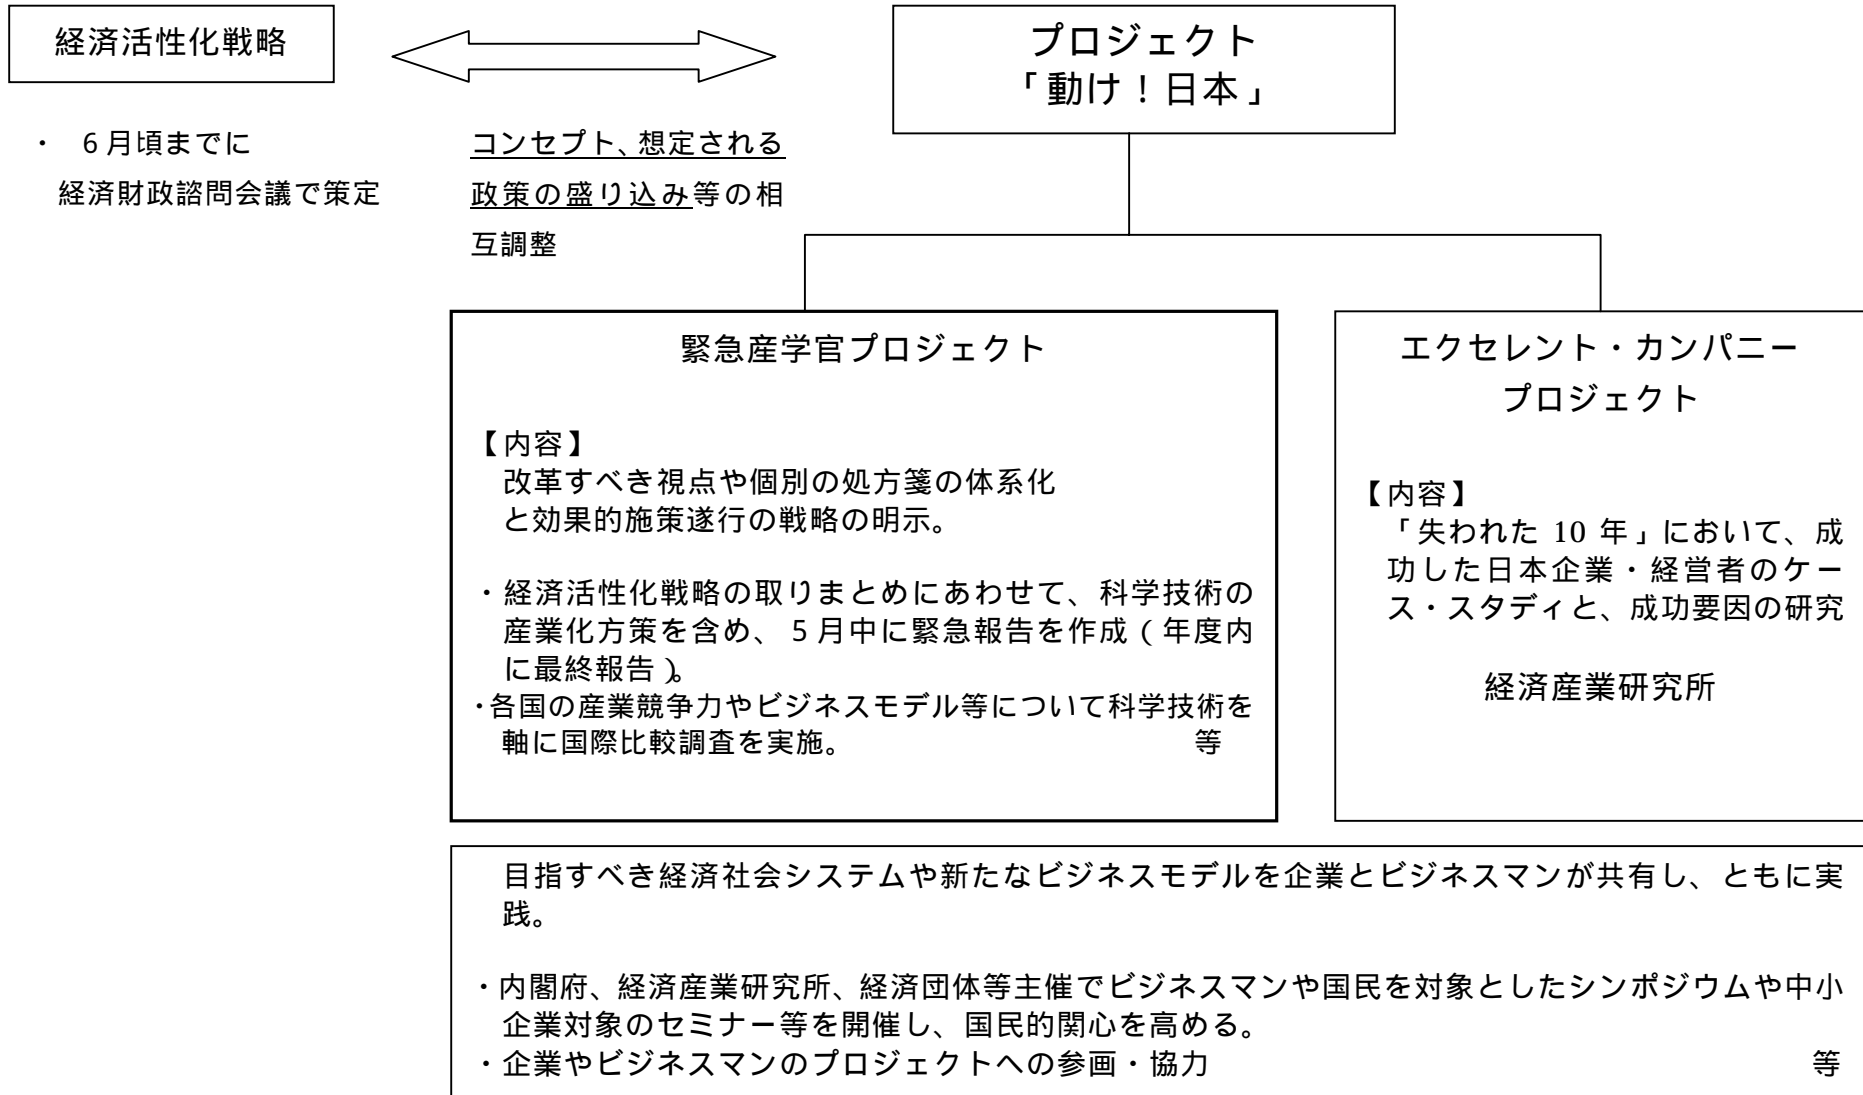 経済活性化戦略
・ 6月頃までに
経済財政諮問会議で策定
コンセプト、想定される
政策の盛り込み等の相
互調整
プロジェクト
「動け！日本」
緊急産学官プロジェクト
【内容】
改革すべき視点や個別の処方箋の体系化
と効果的施策遂行の戦略の明示。
・経済活性化戦略の取りまとめにあわせて、科学技術の
産業化方策を含め、5月中に緊急報告を作成（年度内
に最終報告）。
・各国の産業競争力やビジネスモデル等について科学技術を
軸に国際比較調査を実施。 等
エクセレント・カンパニー
プロジェクト
【内容】
「失われた 10 年」において、成
功した日本企業・経営者のケー
ス・スタディと、成功要因の研究
経済産業研究所
目指すべき経済社会システムや新たなビジネスモデルを企業とビジネスマンが共有し、ともに実
践。
・内閣府、経済産業研究所、経済団体等主催でビジネスマンや国民を対象としたシンポジウムや中小
企業対象のセミナー等を開催し、国民的関心を高める。
・企業やビジネスマンのプロジェクトへの参画・協力 等